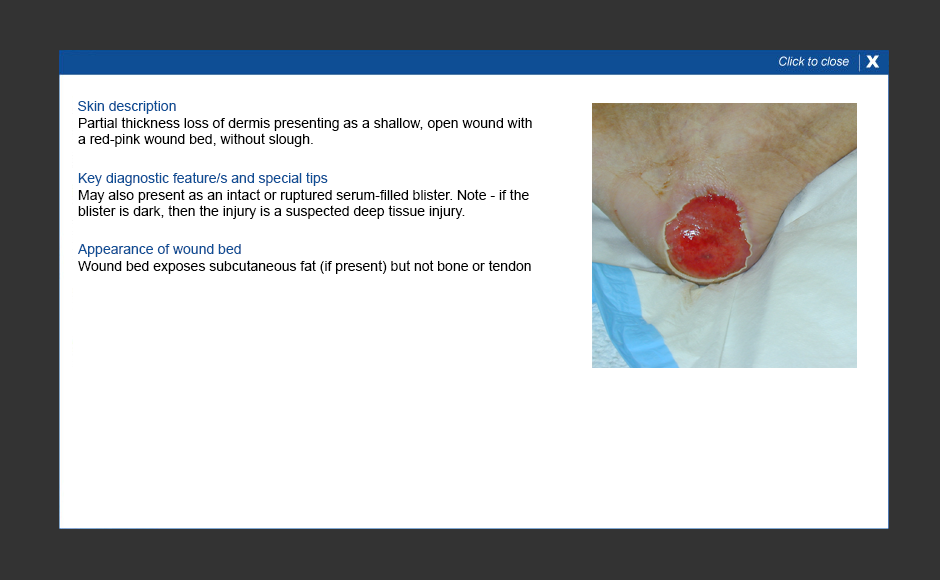 Click to close | X
Skin description
Partial thickness loss of dermis presenting as a shallow, open wound with
a red-pink wound bed, without slough.
Key diagnostic feature/s and special tips
May also present as an intact or ruptured serum-filled blister. Note - if the
blister is dark, then the injury is a suspected deep tissue injury.
Appearance of wound bed
Wound bed exposes subcutaneous fat (if present) but not bone or tendon